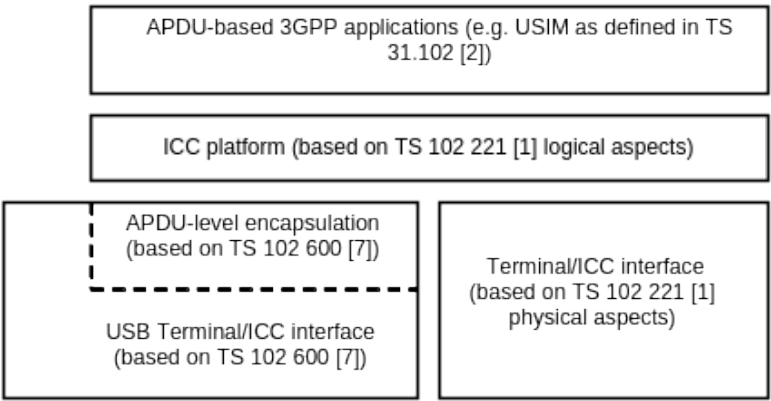 APDU-based 3GPP applications (e.g. USIM as defined in TS
31.102 [2])
ICC platform (based on TS 102 221 [1] logical aspects)
APDU-level encapsulation
(based on TS 102 600 [7])
USB Terminal/ICC interface
(based on TS 102 600 [7])
Terminal/ICC interface
(based on TS 102 221 [1]
physical aspects)